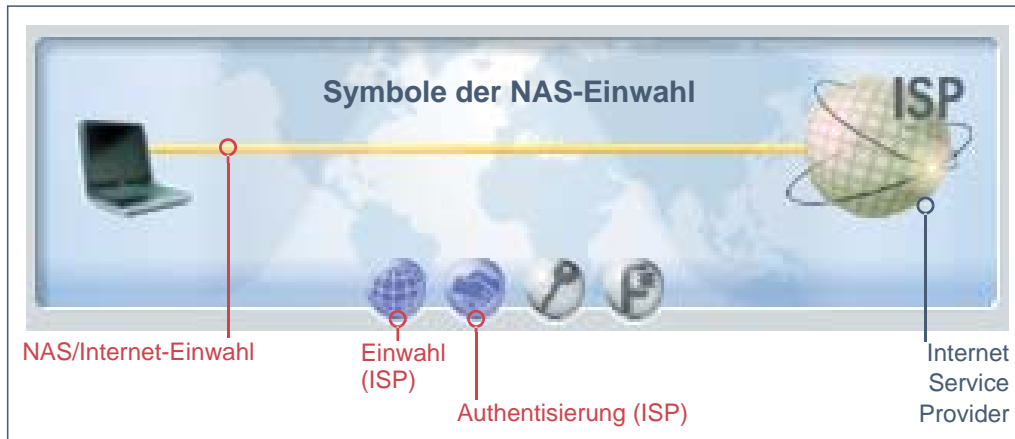 Symbole der NAS-Einwahl
ISP
NAS/Internet-Einwahl
Einwahl
(ISP)
Authentisierung (ISP)
Internet
Service
Provider